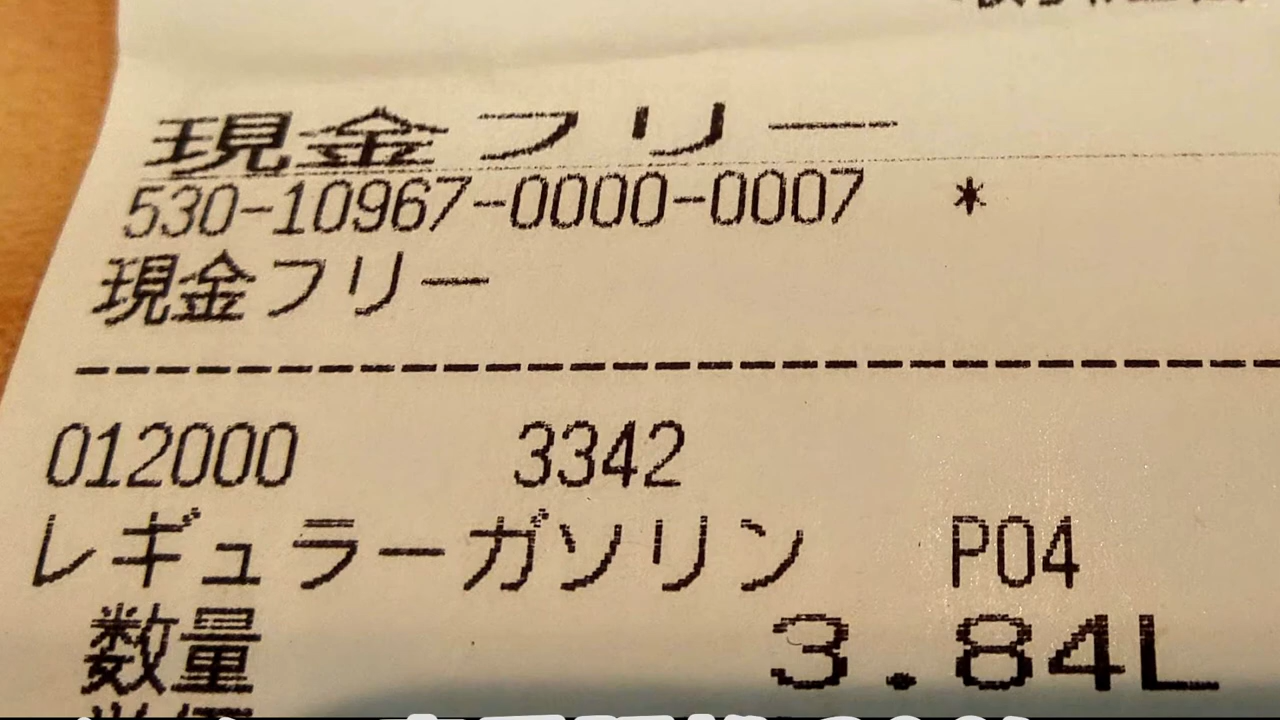 現金フリー
530-10967-0000-0007 *
現金フリー
012000 3342
レギュラーガソリン P04
数量 3.84L